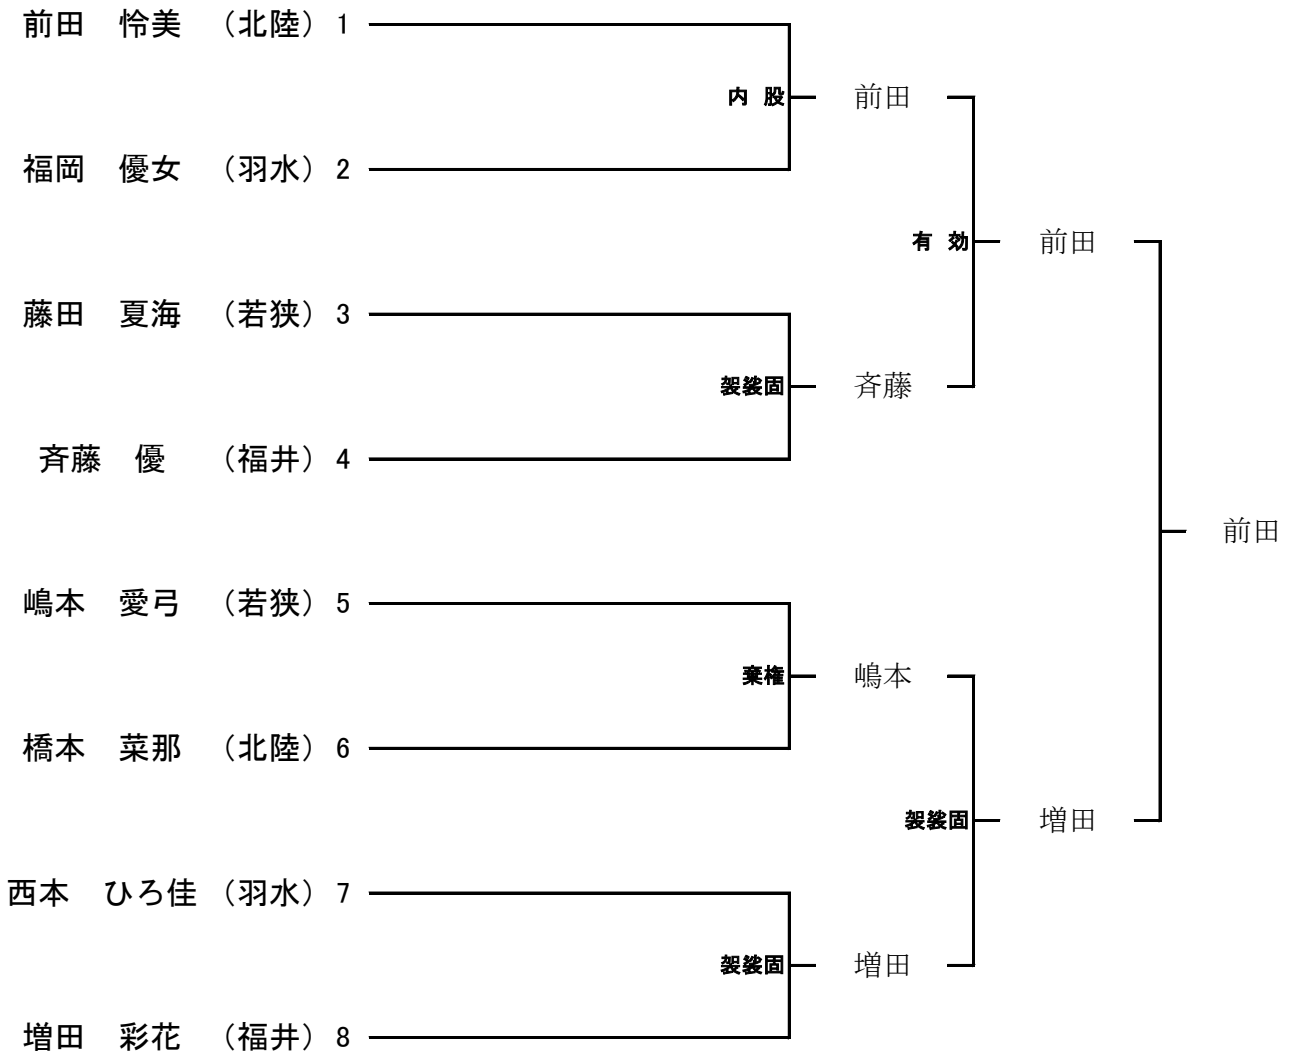 前田　怜美　（北陸） 1
内 股　前田
福岡　優女　（羽水） 2
有 効　前田
藤田　夏海　（若狭） 3
袈裟固　斉藤
斉藤　優　（福井） 4
前田
嶋本　愛弓　（若狭） 5
棄権　嶋本
橋本　菜那　（北陸） 6
袈裟固　増田
西本　ひろ佳 （羽水） 7
袈裟固　増田
増田　彩花　（福井） 8